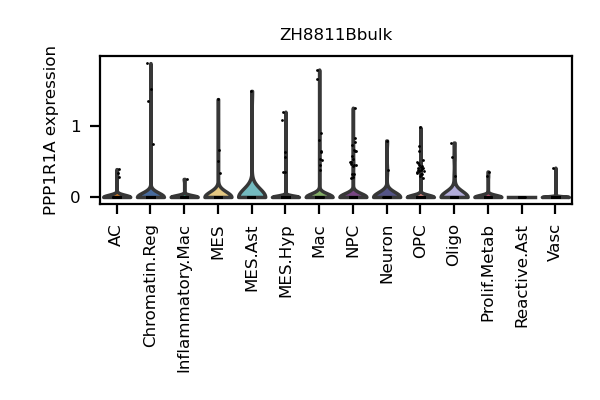 ZH8811Bbulk
PPP1R1A expression
1
0
AC
Chromatin.Reg
Inflammatory.Mac
MES
MES.Ast
MES.Hyp
Mac
NPC
Neuron
OPC
Oligo
Prolif.Metab
Reactive.Ast
Vasc